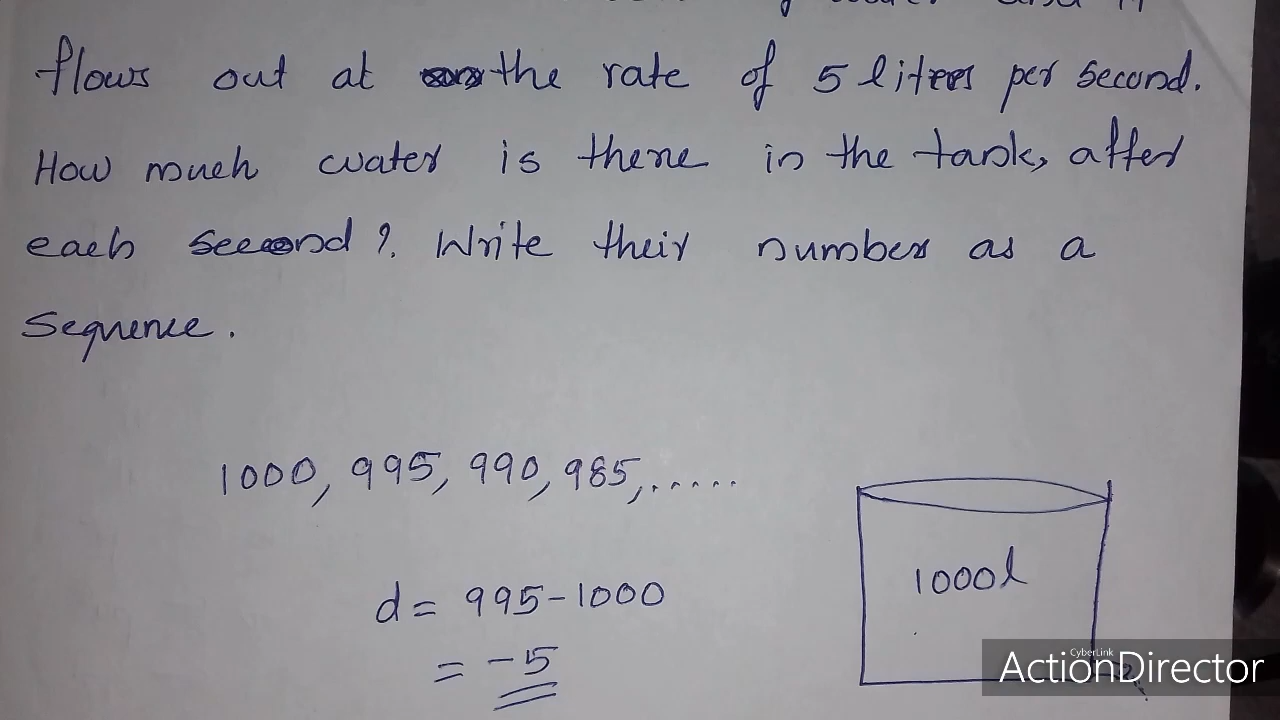 flows out at the rate of 5 liters per second.
How much water is there in the tank, after
each second? Write their number as a
sequence.
1000, 995, 990, 985, .....
1000l
d = 995-1000
= -5
CyberLink
ActionDirector